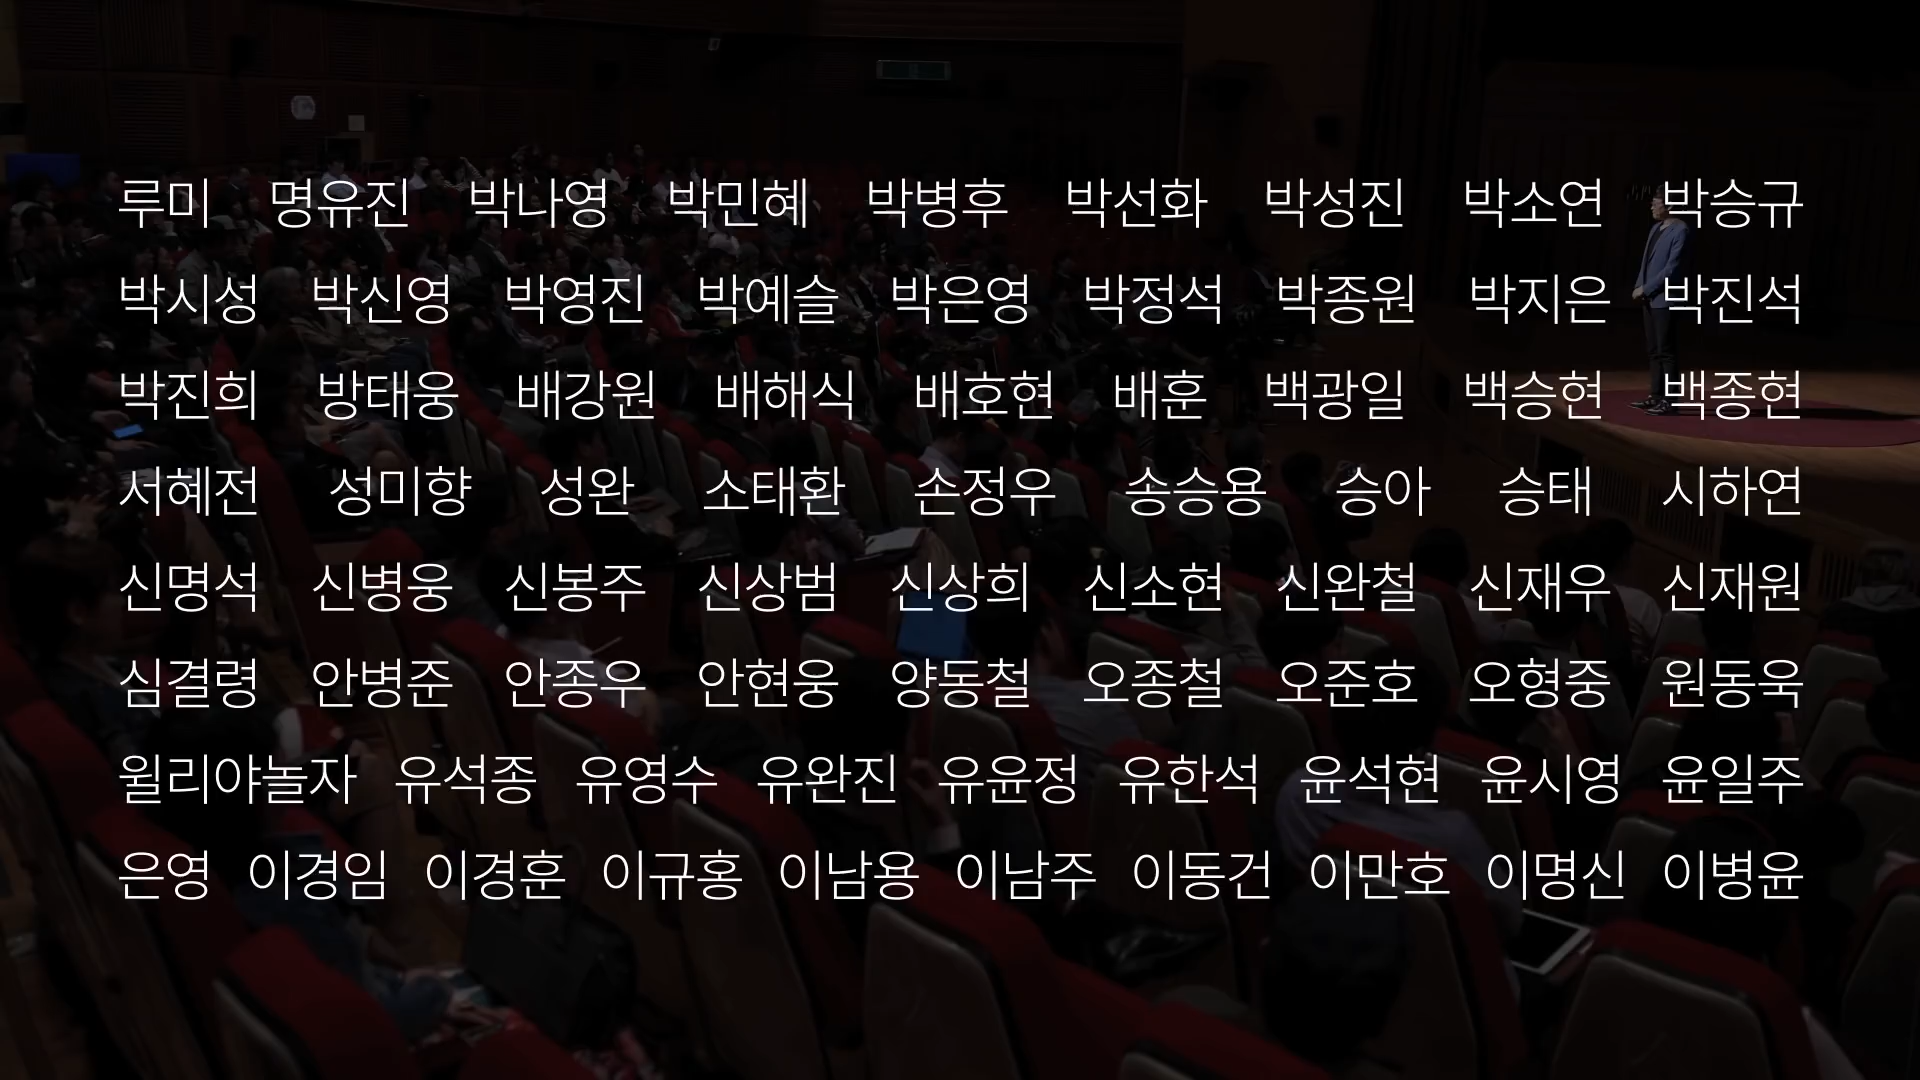 루미 명유진 박나영 박민혜 박병후 박선화 박성진 박소연 박승규
박시성 박신영 박영진 박예슬 박은영 박정석 박종원 박지은 박진석
박진희 방태웅 배강원 배해식 배호현 배훈 백광일 백승현 백종현
서혜전 성미향 성완 소태환 손정우 송승용 승아 승태 시하연
신명석 신병웅 신봉주 신상범 신상희 신소현 신완철 신재우 신재원
심결령 안병준 안종우 안현웅 양동철 오종철 오준호 오형중 원동욱
윌리야놀자 유석종 유영수 유완진 유윤정 유한석 윤석현 윤시영 윤일주
은영 이경임 이경훈 이규홍 이남용 이남주 이동건 이만호 이명신 이병윤